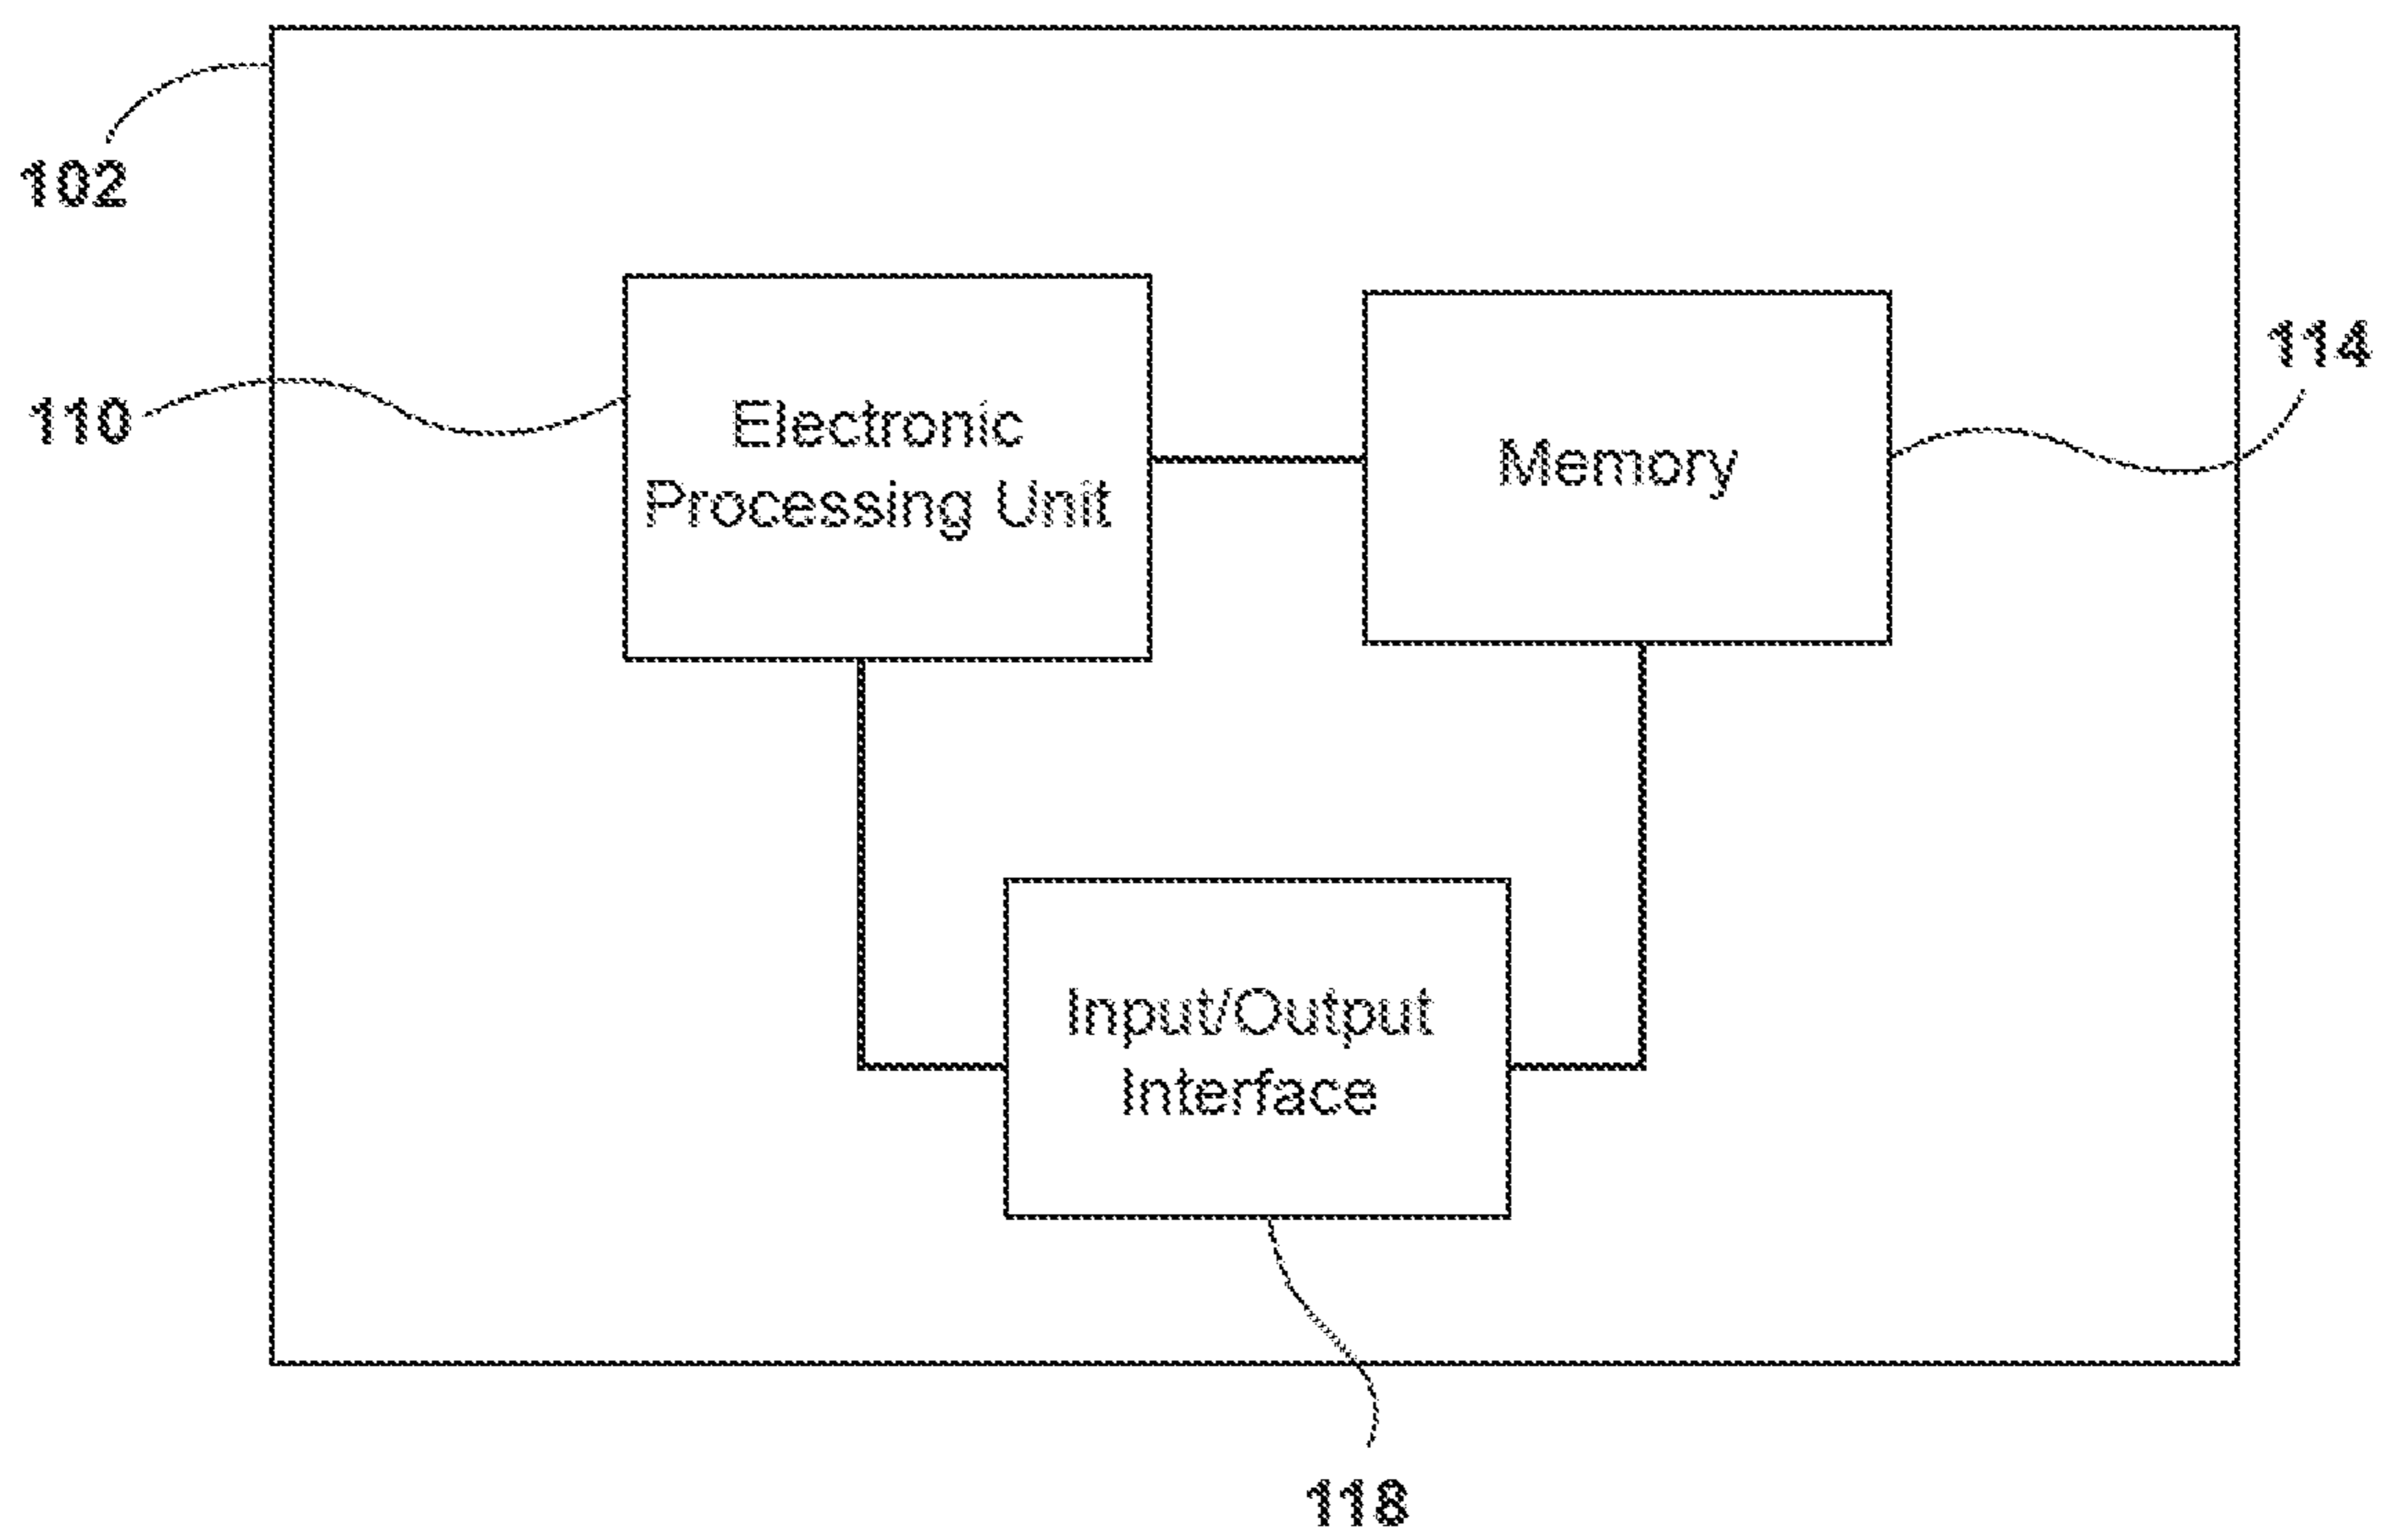 102
110
Electronic
Processing Unit
Memory
114
Input/Output
Interface
118